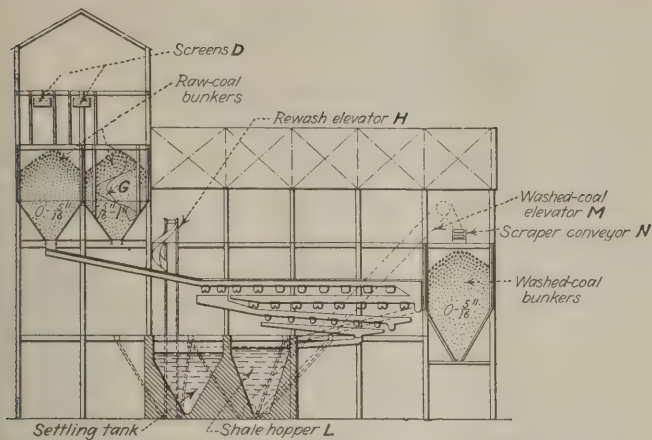 Screens D
Raw-coal
bunkers
Rewash elevator H
G
0-5/16"
5/16"-1"
Washed-coal
elevator M
Scraper conveyor N
Washed-coal
bunkers
0-5/16"
Settling tank
Shale hopper L